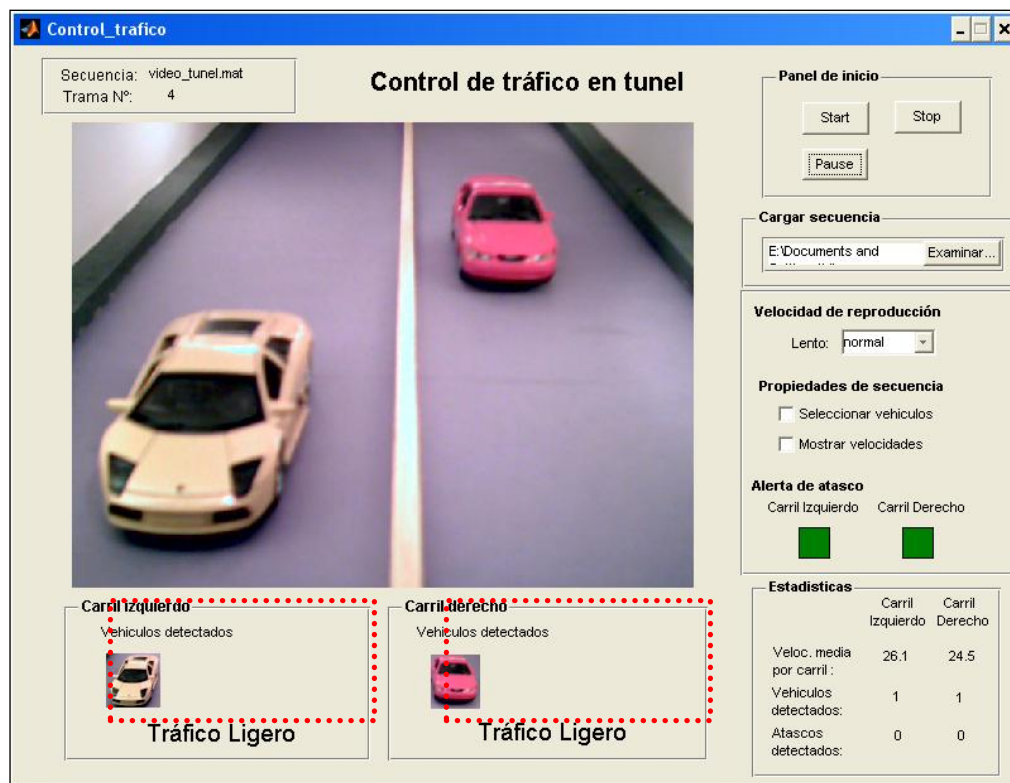 Control_trafico
Secuencia: video_tunel.mat
Trama Nº: 4
Control de tráfico en tunel
Panel de inicio
Start Stop
Pause
Cargar secuencia
E:\Documents and
Examinar...
Velocidad de reproducción
Lento: normal
Propiedades de secuencia
Seleccionar vehiculos
Mostrar velocidades
Alerta de atasco
Carril Izquierdo Carril Derecho
Carril izquierdo
Vehiculos detectados
Tráfico Ligero
Carril derecho
Vehiculos detectados
Tráfico Ligero
Estadisticas
Carril Carril
Izquierdo Derecho
Veloc. media
por carril : 26.1 24.5
Vehiculos
detectados: 1 1
Atascos
detectados: 0 0